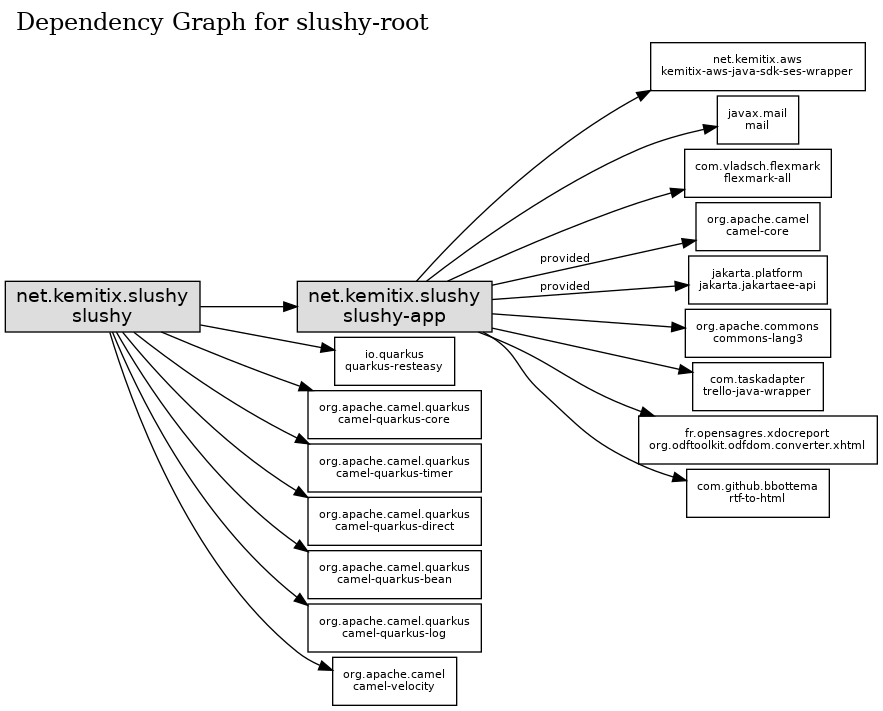 Dependency Graph for slushy-root
net.kemitix.aws
kemitix-aws-java-sdk-ses-wrapper
javax.mail
mail
com.vladsch.flexmark
flexmark-all
org.apache.camel
camel-core
provided
jakarta.platform
jakarta.jakartaee-api
provided
net.kemitix.slushy
slushy
net.kemitix.slushy
slushy-app
org.apache.commons
commons-lang3
io.quarkus
quarkus-resteasy
com.taskadapter
trello-java-wrapper
org.apache.camel.quarkus
camel-quarkus-core
fr.opensagres.xdocreport
org.odftoolkit.odfdom.converter.xhtml
org.apache.camel.quarkus
camel-quarkus-timer
com.github.bbottema
rtf-to-html
org.apache.camel.quarkus
camel-quarkus-direct
org.apache.camel.quarkus
camel-quarkus-bean
org.apache.camel.quarkus
camel-quarkus-log
org.apache.camel
camel-velocity